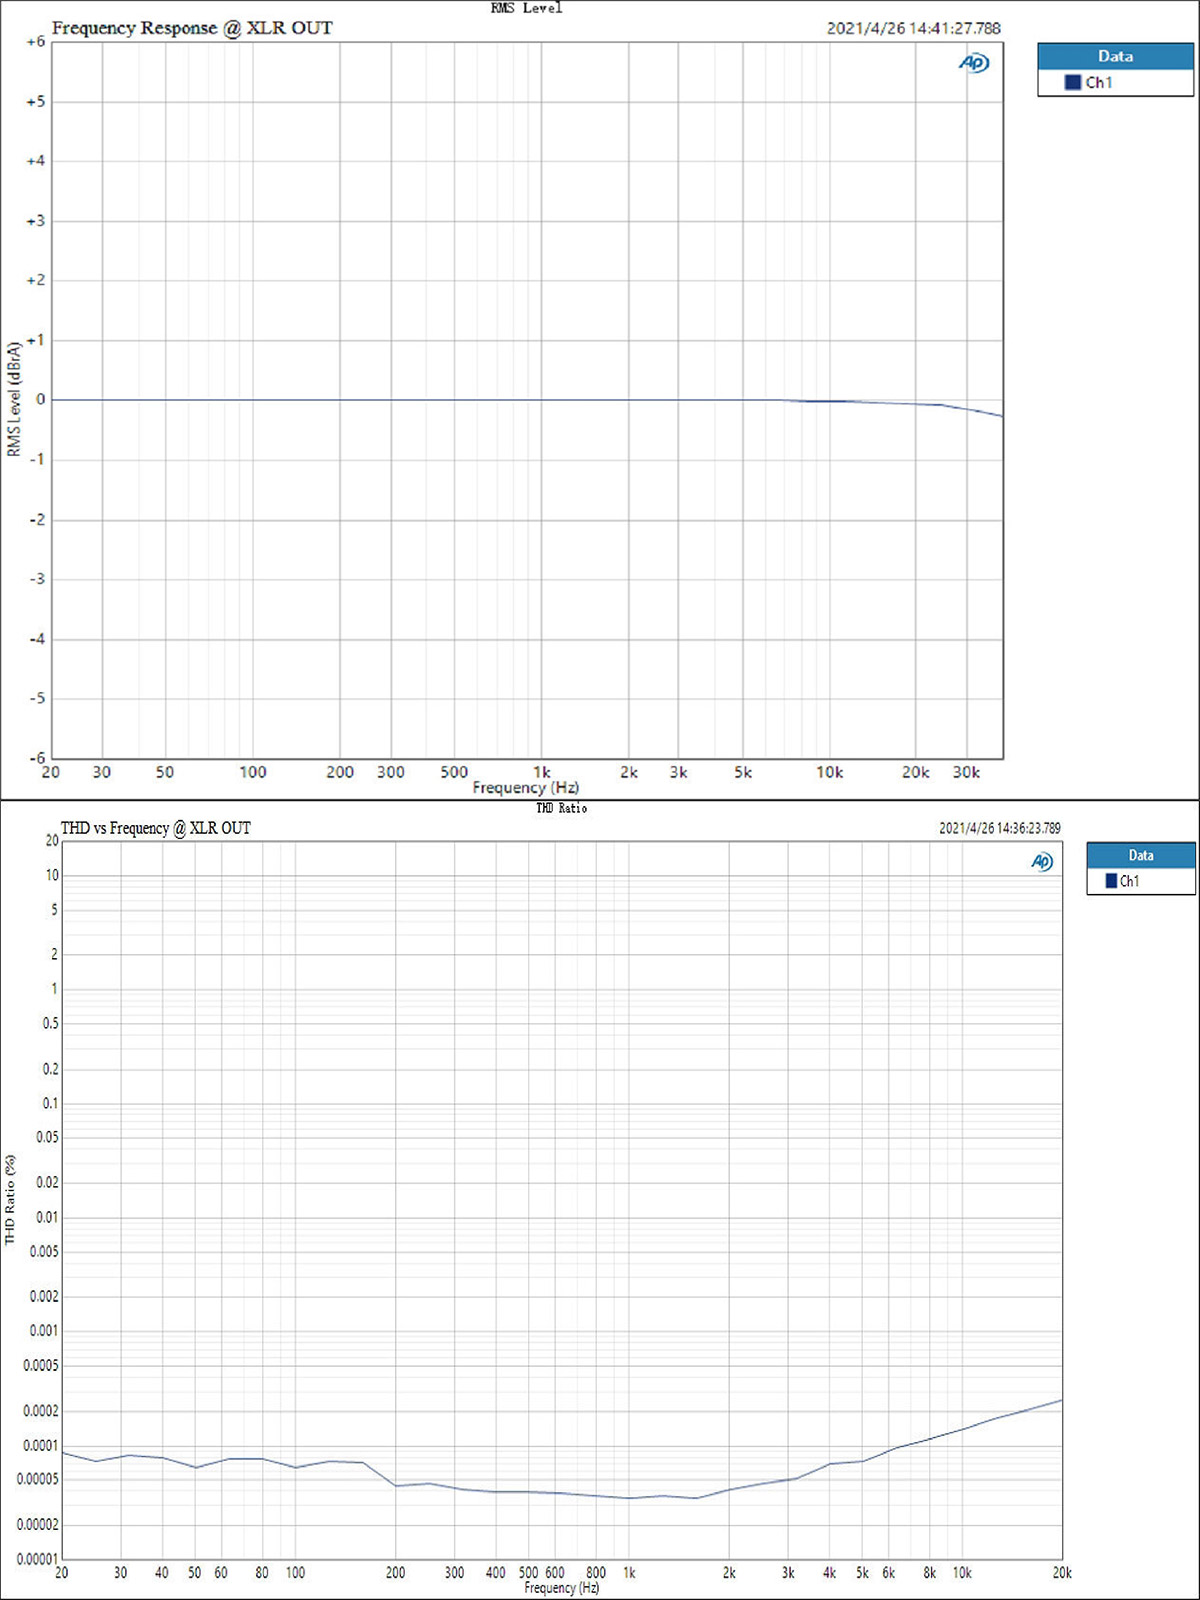 RMS Level
Frequency Response @ XLR OUT 2021/4/26 14:41:27.788
AP
Data
Ch1
+6
+5
+4
+3
+2
+1
0
-1
-2
-3
-4
-5
-6
RMS Level (dBrA)
20 30 50 100 200 300 500 1k 2k 3k 5k 10k 20k 30k
Frequency (Hz)
THD Ratio
THD vs Frequency @ XLR OUT 2021/4/26 14:36:23.789
AP
Data
Ch1
20
10
5
2
1
0.5
0.2
0.1
0.05
0.02
0.01
0.005
0.002
0.001
0.0005
0.0002
0.0001
0.00005
0.00002
0.00001
THD Ratio (%)
20 30 40 50 60 80 100 200 300 400 500 600 800 1k 2k 3k 4k 5k 6k 8k 10k 20k
Frequency (Hz)